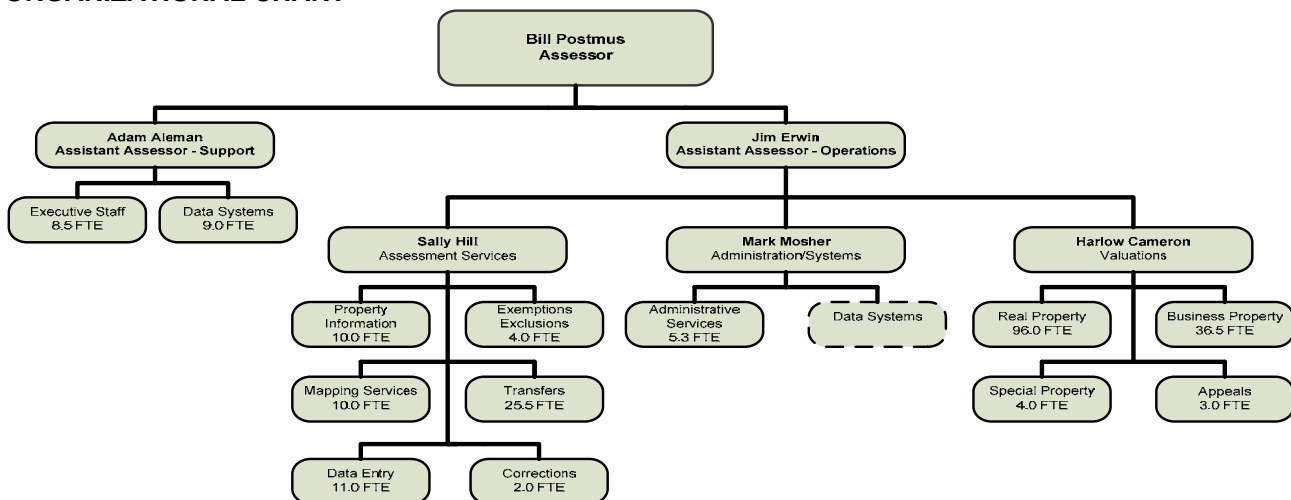 ORGANIZATIONAL CHART
Bill Postmus
Assessor
Adam Aleman
Assistant Assessor - Support
Jim Erwin
Assistant Assessor - Operations
Executive Staff
8.5 FTE
Data Systems
9.0 FTE
Sally Hill
Assessment Services
Mark Mosher
Administration/Systems
Harlow Cameron
Valuations
Property
Information
10.0 FTE
Exemptions
Exclusions
4.0 FTE
Administrative
Services
5.3 FTE
Data Systems
Real Property
96.0 FTE
Business Property
36.5 FTE
Mapping Services
10.0 FTE
Transfers
25.5 FTE
Special Property
4.0 FTE
Appeals
3.0 FTE
Data Entry
11.0 FTE
Corrections
2.0 FTE